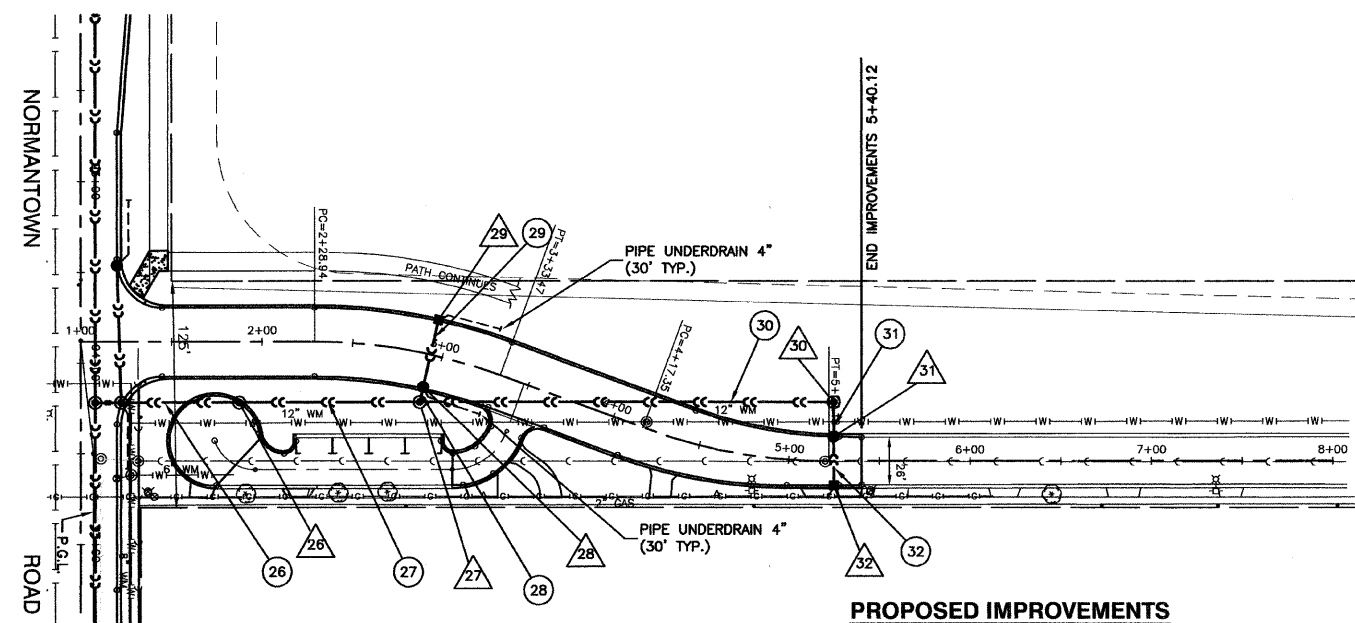 NORMANTOWN
ROAD
END IMPROVEMENTS 5+40.12
PC=2+28.94
29
29
PT=3+33.47
PIPE UNDERDRAIN 4"
(30' TYP.)
PATH CONTINUES
1+00
125'
2+00
PC=4+17.35
30
30
31
31
12" WM
12" WM
5+00
6+00
7+00
8+00
26'
6" WM
2" GAS
PIPE UNDERDRAIN 4"
(30' TYP.)
26
26
27
27
28
28
32
32
P.G.L.
8" WM
PROPOSED IMPROVEMENTS